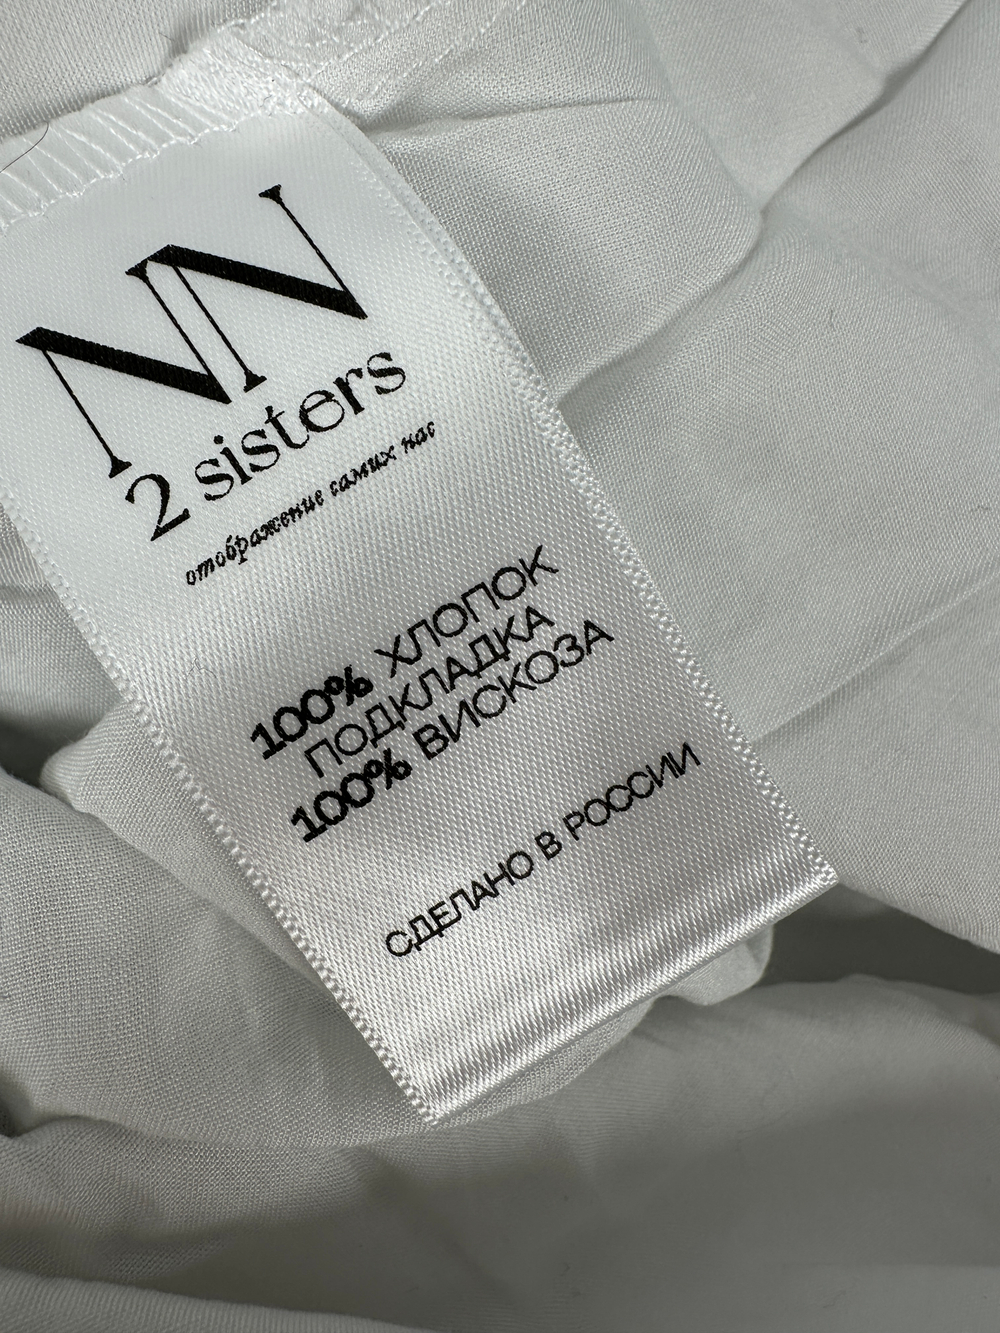 NN
2 sisters
отображение самих нас
100% ХЛОПОК
ПОДКЛАДКА
100% ВИСКОЗА
СДЕЛАНО В РОССИИ